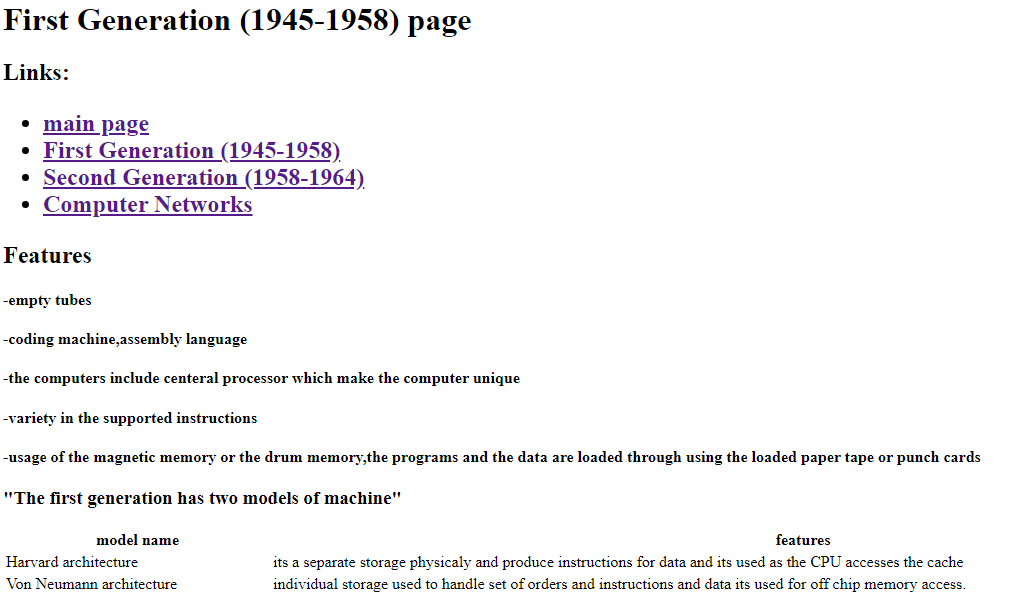 First Generation (1945-1958) page
Links:
main page
First Generation (1945-1958)
Second Generation (1958-1964)
Computer Networks
Features
-empty tubes
-coding machine,assembly language
-the computers include centeral processor which make the computer unique
-variety in the supported instructions
-usage of the magnetic memory or the drum memory,the programs and the data are loaded through using the loaded paper tape or punch cards
"The first generation has two models of machine"
model name features
Harvard architecture its a separate storage physicaly and produce instructions for data and its used as the CPU accesses the cache
Von Neumann architecture individual storage used to handle set of orders and instructions and data its used for off chip memory access.